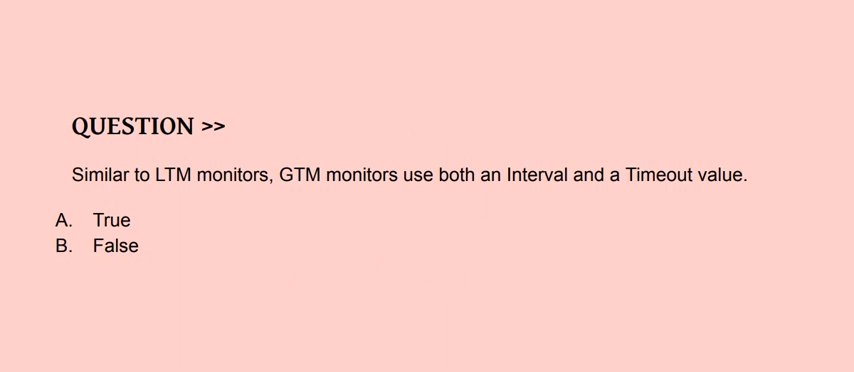 QUESTION >>
Similar to LTM monitors, GTM monitors use both an Interval and a Timeout value.
A. True
B. False